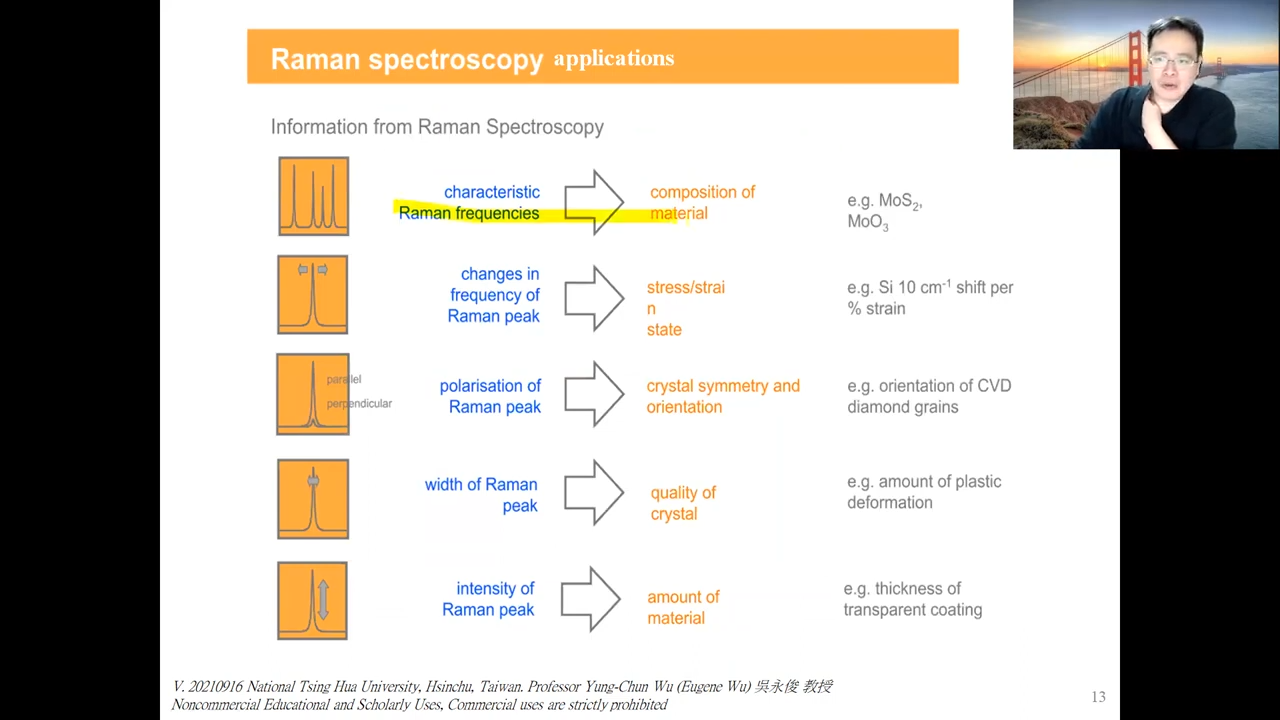 Raman spectroscopy applications
Information from Raman Spectroscopy
characteristic
Raman frequencies
composition of
material
e.g. MoS₂,
MoO₃
changes in
frequency of
Raman peak
stress/strai
n
state
e.g. Si 10 cm⁻¹ shift per
% strain
parallel
perpendicular
polarisation of
Raman peak
crystal symmetry and
orientation
e.g. orientation of CVD
diamond grains
width of Raman
peak
quality of
crystal
e.g. amount of plastic
deformation
intensity of
Raman peak
amount of
material
e.g. thickness of
transparent coating
V. 20210916 National Tsing Hua University, Hsinchu, Taiwan. Professor Yung-Chun Wu (Eugene Wu) 吳永俊 教授
Noncommercial Educational and Scholarly Uses, Commercial uses are strictly prohibited
13